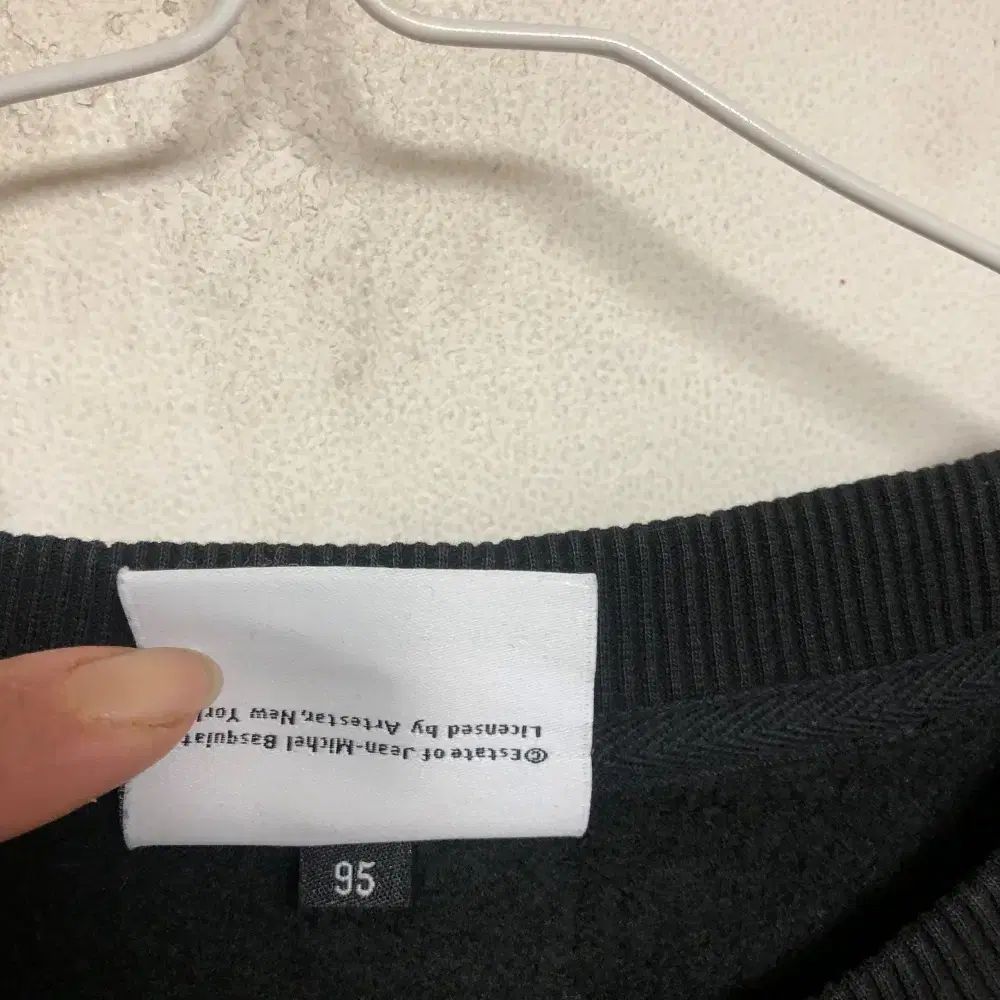 ©Estate of Jean-Michel Basquiat
Licensed by Artestar, New York
95